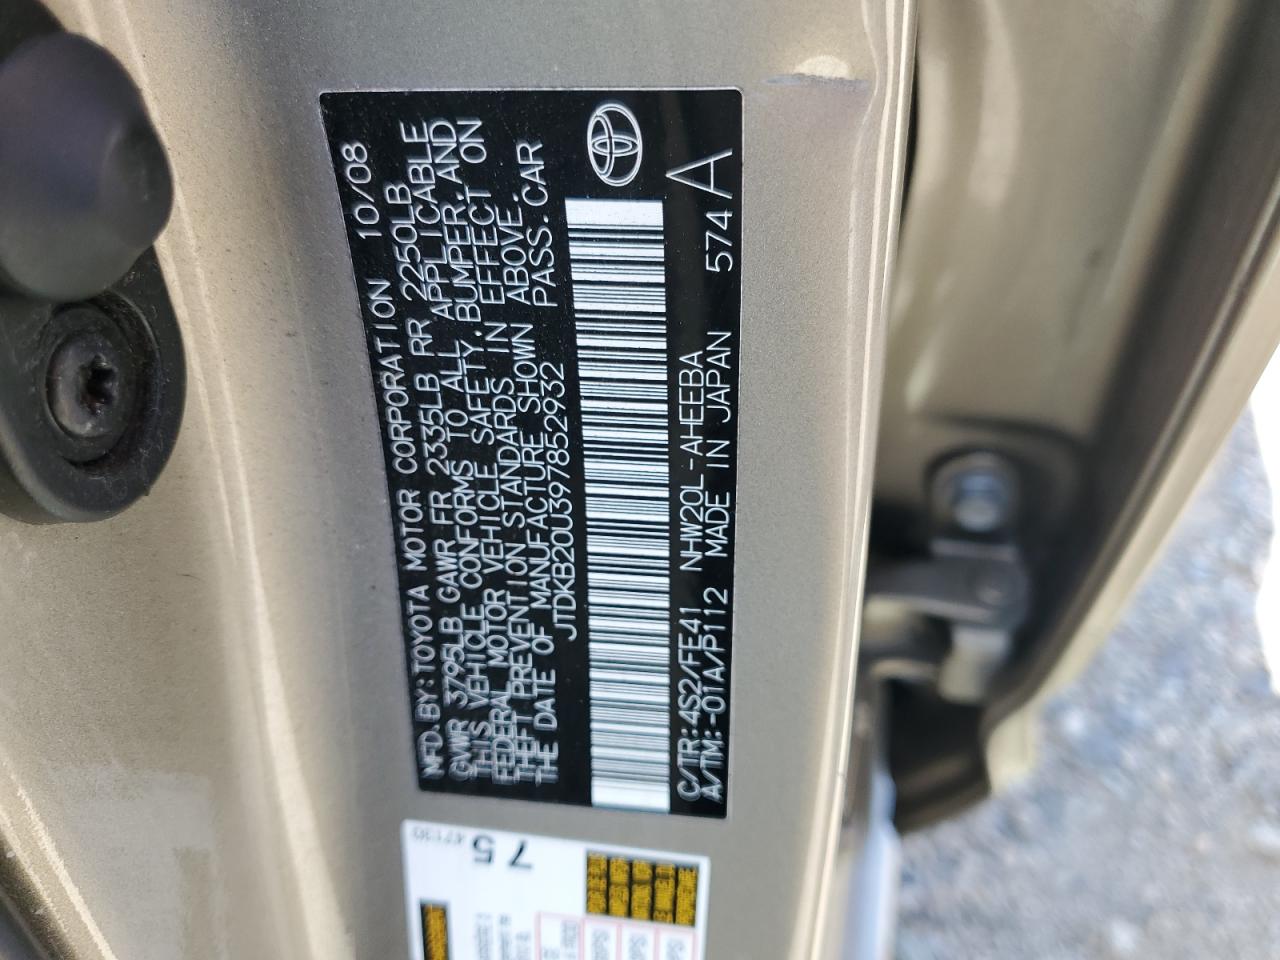 MFD.BY:TOYOTA MOTOR CORPORATION 10/08
GVWR 3795LB GAWR FR 2335LB RR 2250LB
THIS VEHICLE CONFORMS TO ALL APPLICABLE
FEDERAL MOTOR VEHICLE SAFETY,BUMPER,AND
THEFT PREVENTION STANDARDS IN EFFECT ON
THE DATE OF MANUFACTURE SHOWN ABOVE.
JTDKB20U397852932 PASS.CAR
C/TR:4S2/FE41 NHW20L-AHEEBA
A/TM:-01A/P112 MADE IN JAPAN 574 A
75 47130